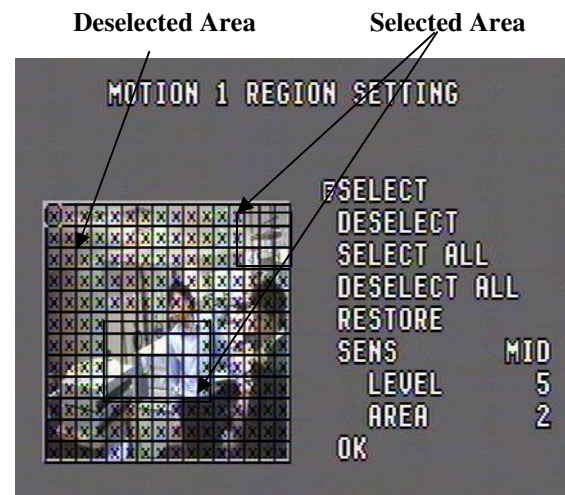 Deselected Area Selected Area
MOTION 1 REGION SETTING
SELECT
DESELECT
SELECT ALL
DESELECT ALL
RESTORE
SENS MID
LEVEL 5
AREA 2
OK